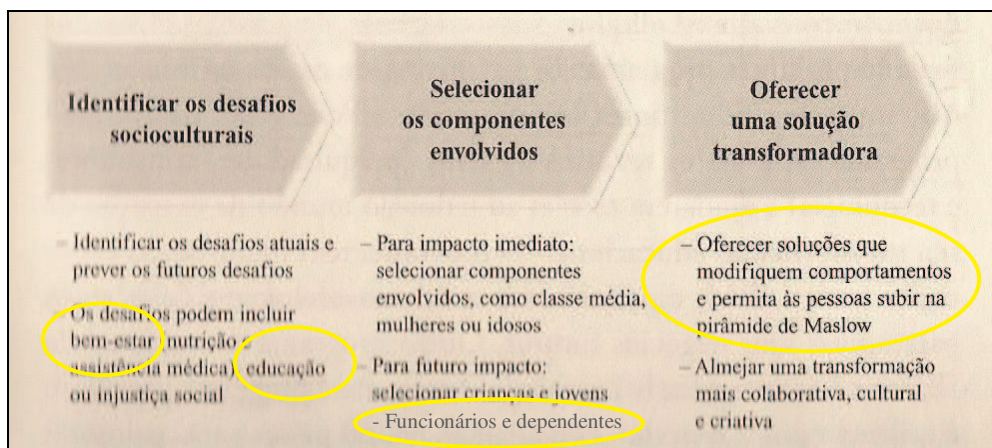 Identificar os desafios
socioculturais
Selecionar
os componentes
envolvidos
Oferecer
uma solução
transformadora
– Identificar os desafios atuais e
prever os futuros desafios
– Os desafios podem incluir
bem-estar (nutrição e
assistência médica), educação
ou injustiça social
– Para impacto imediato:
selecionar componentes
envolvidos, como classe média,
mulheres ou idosos
– Para futuro impacto:
selecionar crianças e jovens
- Funcionários e dependentes
– Oferecer soluções que
modifiquem comportamentos
e permita às pessoas subir na
pirâmide de Maslow
– Almejar uma transformação
mais colaborativa, cultural
e criativa